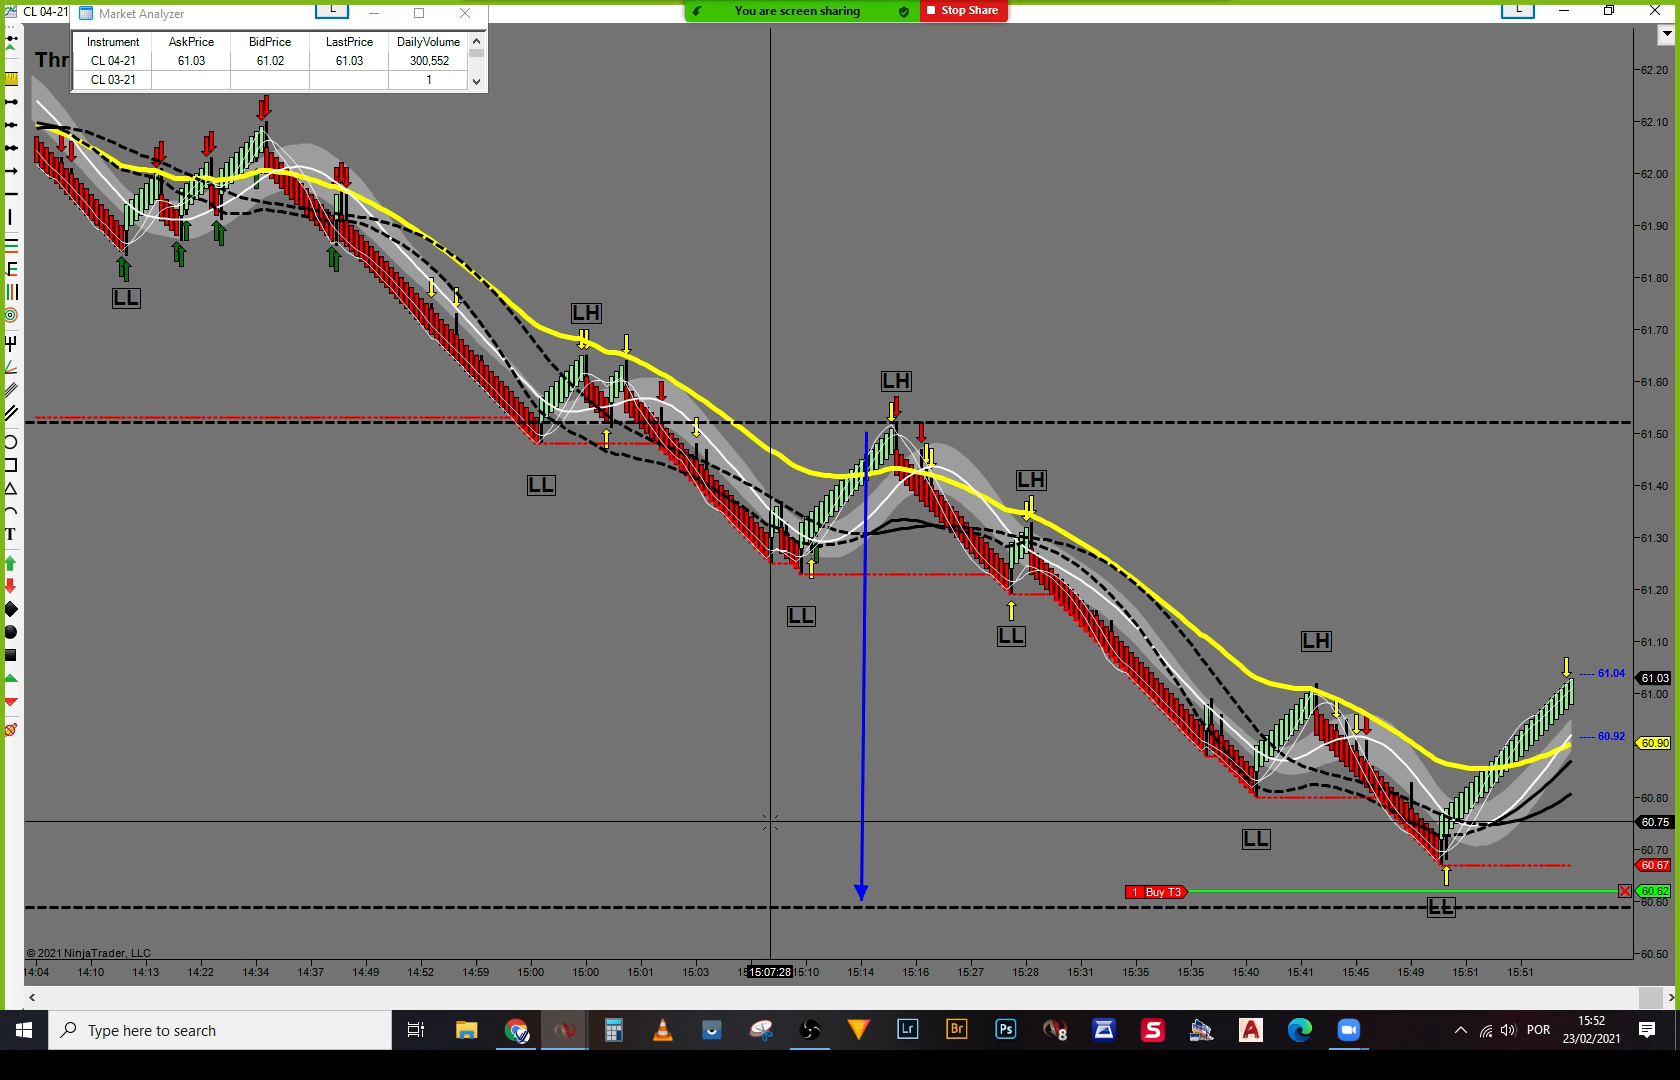 CL 04-21
Market Analyzer
L
You are screen sharing
Stop Share
L
Instrument AskPrice BidPrice LastPrice DailyVolume
CL 04-21 61.03 61.02 61.03 300,552
CL 03-21 1
Thr
62.20
62.10
62.00
61.90
61.80
61.70
61.60
61.50
61.40
61.30
61.20
61.10
61.04
61.03
61.00
60.92
60.90
60.80
60.75
60.70
60.67
60.62
60.60
60.50
LL
LH
LL
LH
LL
LH
LL
LH
LL
LL
1 Buy T3
© 2021 NinjaTrader, LLC
14:04 14:10 14:13 14:22 14:34 14:37 14:49 14:52 14:59 15:00 15:00 15:01 15:03 15:07:28 15:10 15:14 15:16 15:27 15:28 15:31 15:35 15:35 15:40 15:41 15:45 15:49 15:51 15:51
Type here to search
Lr
Br
Ps
8
S
A
POR
15:52
23/02/2021